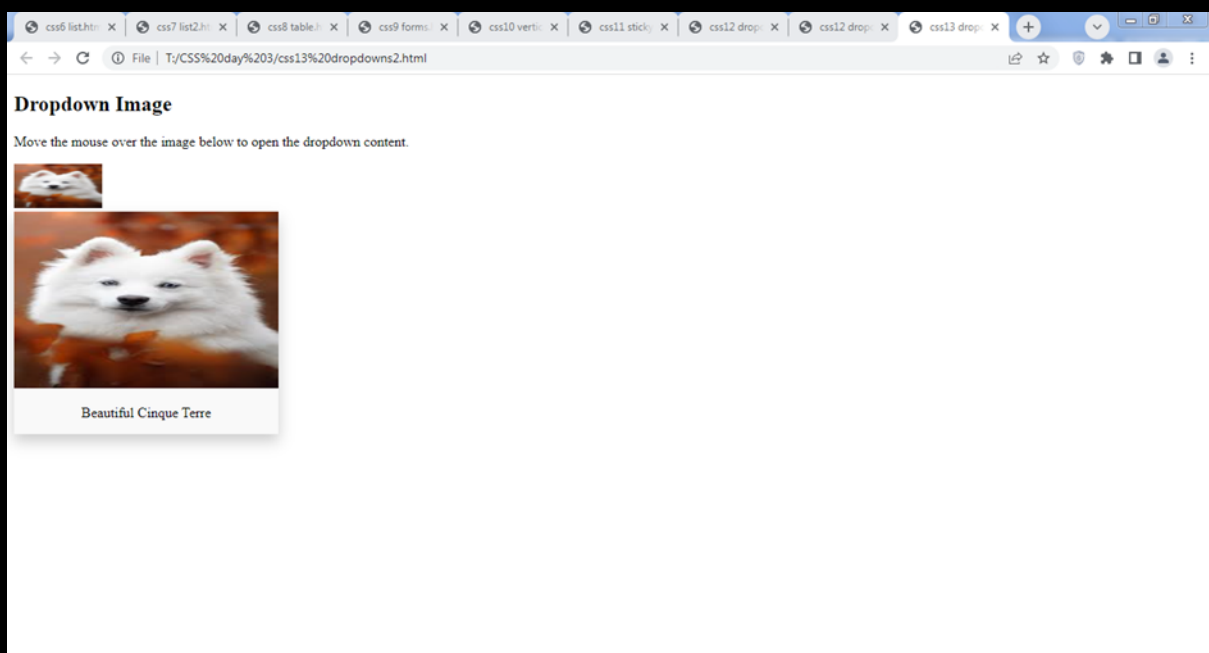 css6 list.htm css7 list2.ht css8 table.h css9 forms. css10 vertic css11 sticky css12 drop css12 drop css13 drop
File T:/CSS%20day%203/css13%20dropdowns2.html
Dropdown Image
Move the mouse over the image below to open the dropdown content.
Beautiful Cinque Terre